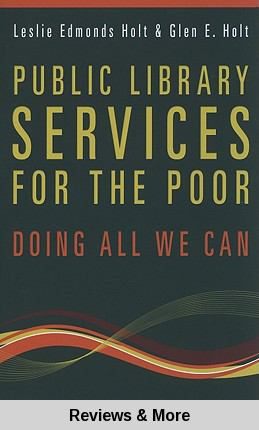 Leslie Edmonds Holt & Glen E. Holt
PUBLIC LIBRARY
SERVICES
FOR THE POOR
DOING ALL WE CAN
Reviews & More